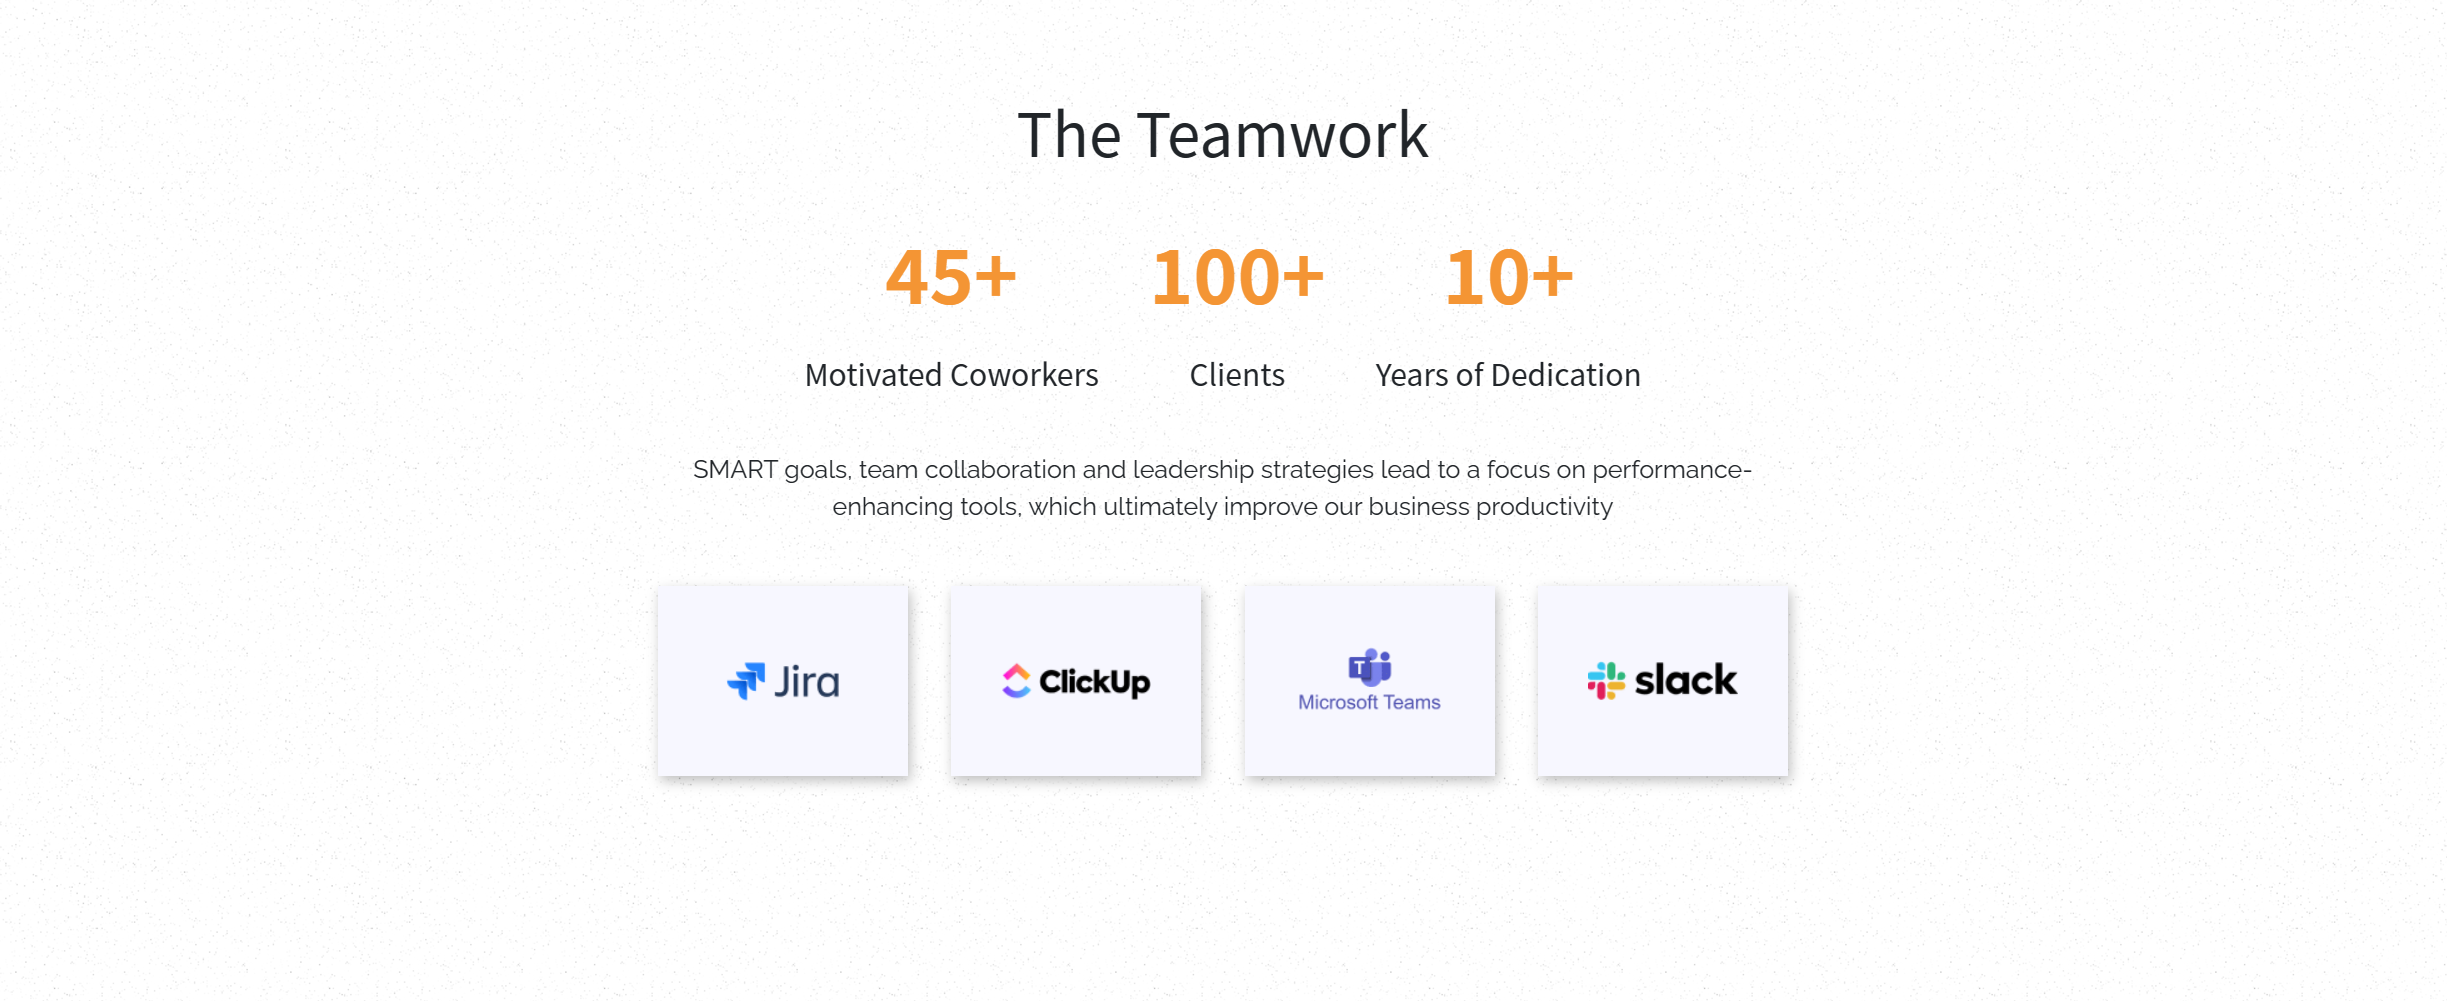 The Teamwork
45+ 100+ 10+
Motivated Coworkers Clients Years of Dedication
SMART goals, team collaboration and leadership strategies lead to a focus on performance-
enhancing tools, which ultimately improve our business productivity
Jira
ClickUp
T
Microsoft Teams
slack